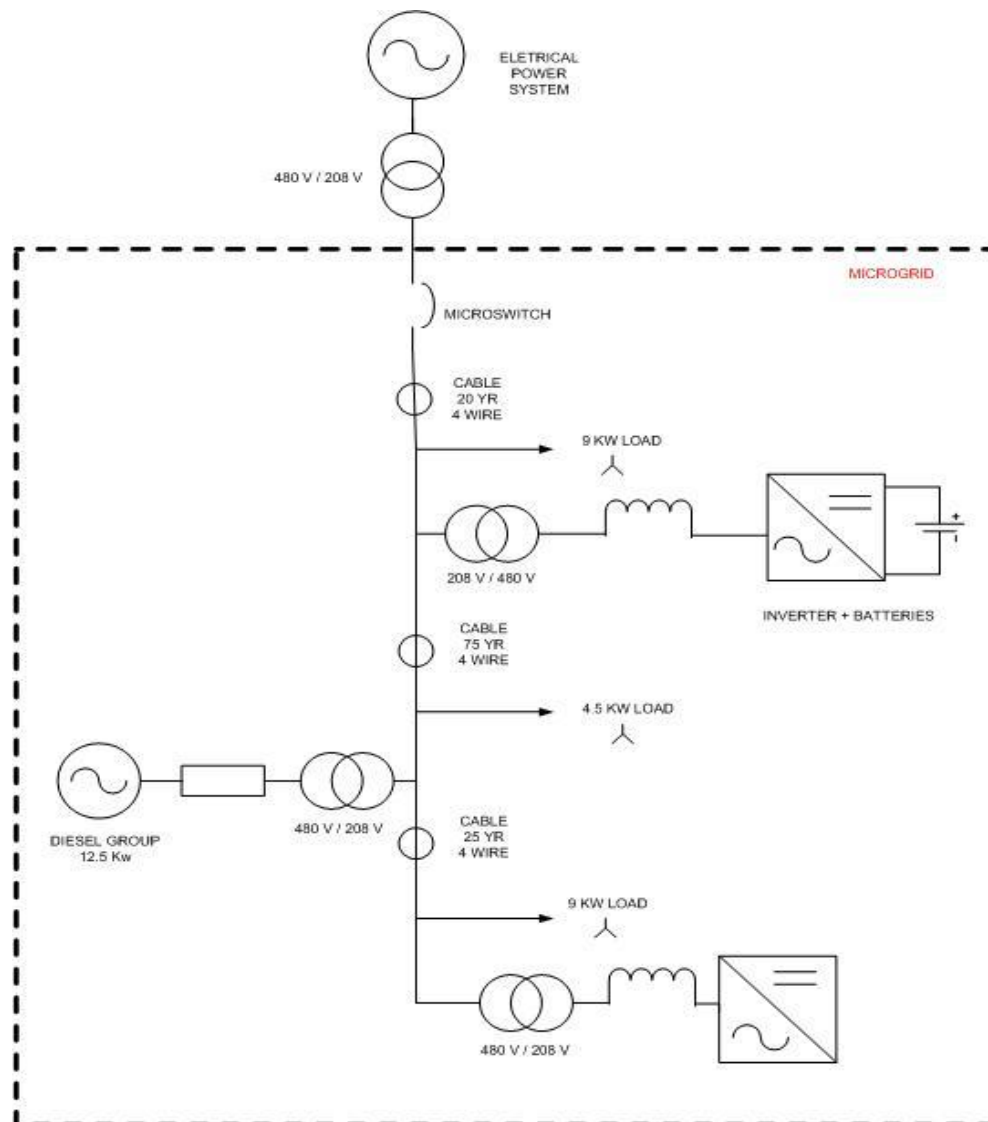 ELETRICAL
POWER
SYSTEM
480 V / 208 V
MICROGRID
MICROSWITCH
CABLE
20 YR
4 WIRE
9 KW LOAD
208 V / 480 V
+
-
INVERTER + BATTERIES
CABLE
75 YR
4 WIRE
4.5 KW LOAD
480 V / 208 V
DIESEL GROUP
12.5 Kw
CABLE
25 YR
4 WIRE
9 KW LOAD
480 V / 208 V